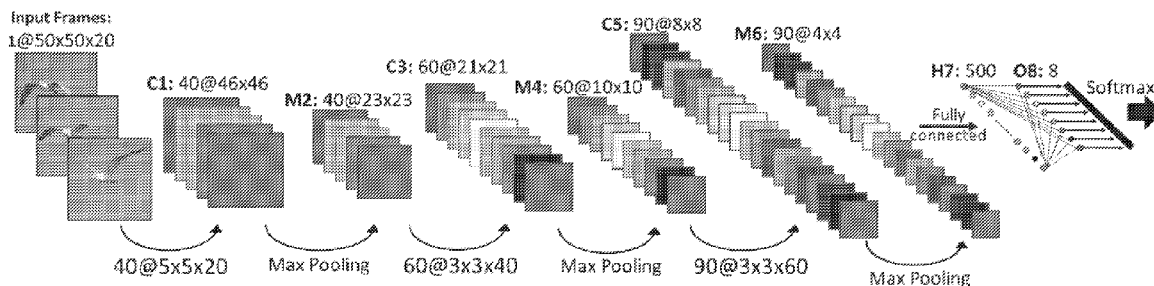 Input Frames:
1@50x50x20
C1: 40@46x46
M2: 40@23x23
C3: 60@21x21
M4: 60@10x10
C5: 90@8x8
M6: 90@4x4
H7: 500
O8: 8
Softmax
Fully
connected
40@5x5x20
Max Pooling
60@3x3x40
Max Pooling
90@3x3x60
Max Pooling